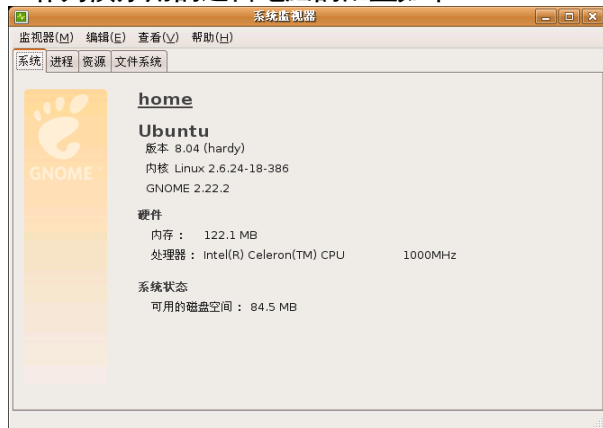 系统监视器
监视器(M) 编辑(E) 查看(V) 帮助(H)
系统 进程 资源 文件系统
GNOME
home
Ubuntu
版本 8.04 (hardy)
内核 Linux 2.6.24-18-386
GNOME 2.22.2
硬件
内存： 122.1 MB
处理器： Intel(R) Celeron(TM) CPU 1000MHz
系统状态
可用的磁盘空间： 84.5 MB